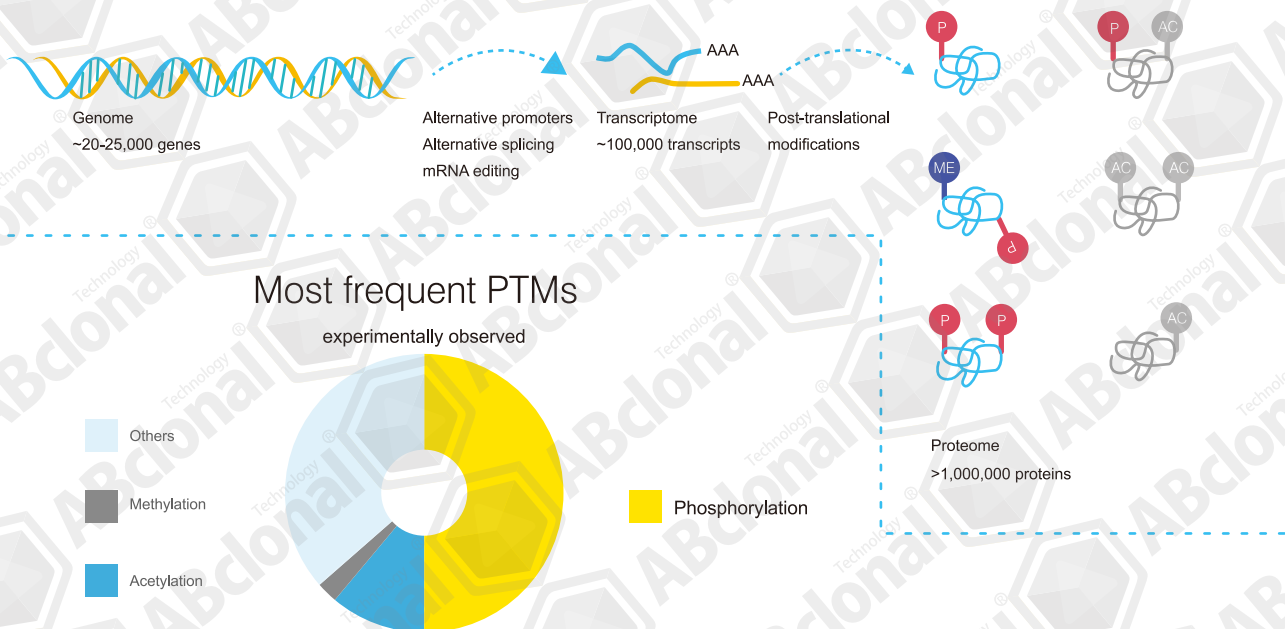 P
P
AC
AAA
AAA
Genome
~20-25,000 genes
Alternative promoters
Alternative splicing
mRNA editing
Transcriptome
~100,000 transcripts
Post-translational
modifications
ME
P
AC
AC
Most frequent PTMs
experimentally observed
P
P
AC
Others
Methylation
Acetylation
Phosphorylation
Proteome
>1,000,000 proteins
ABclonal
Technology
®